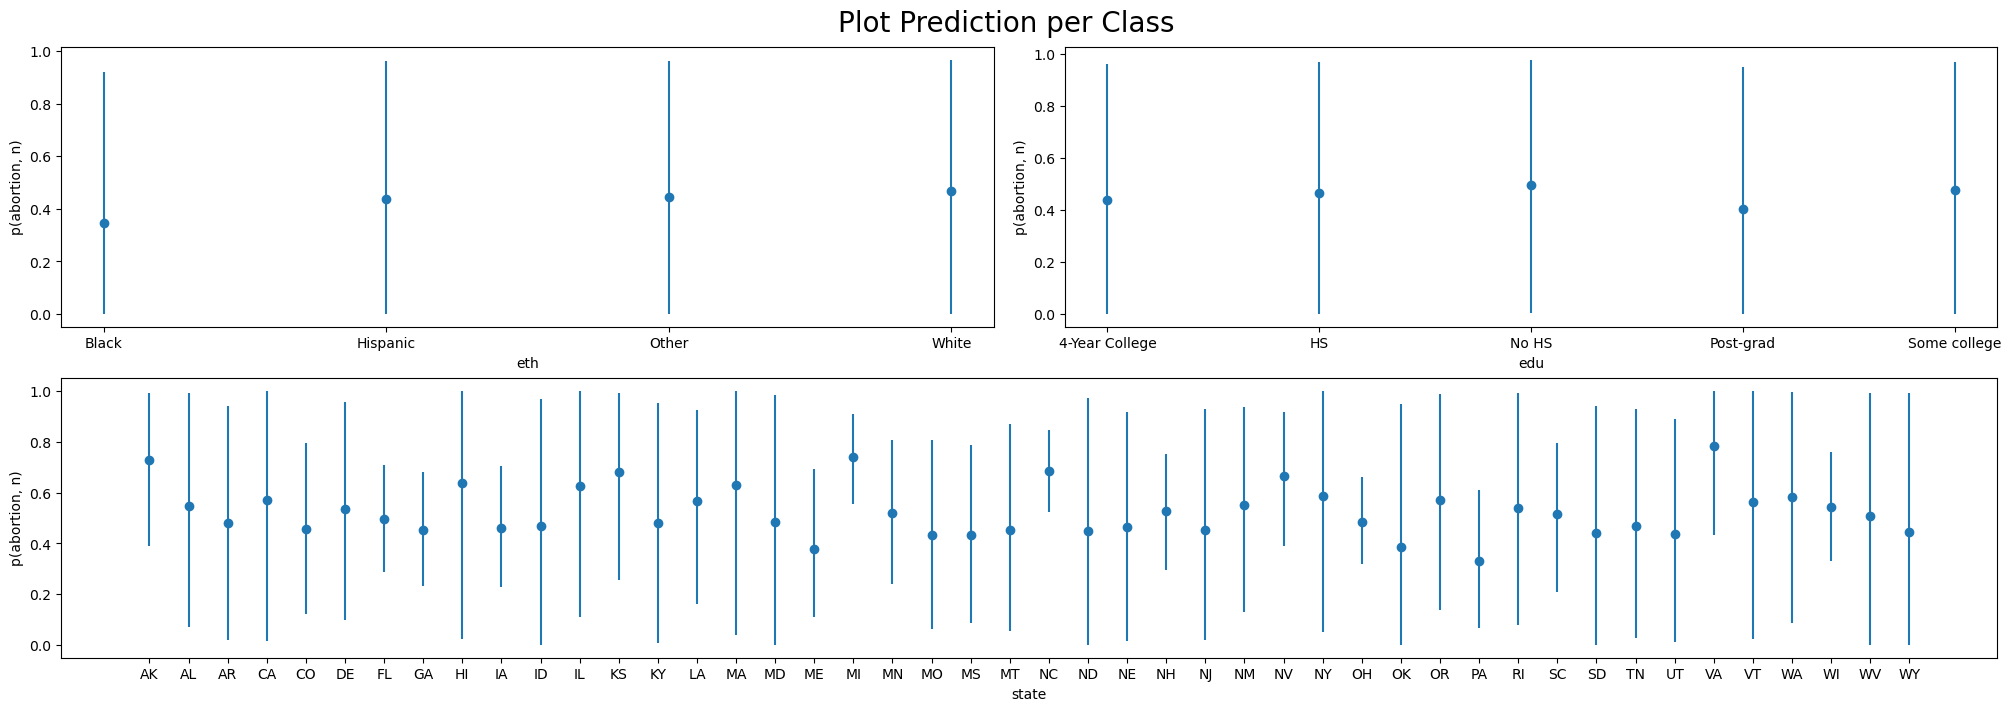 Plot Prediction per Class
p(abortion, n)
1.0
0.8
0.6
0.4
0.2
0.0
Black Hispanic Other White
eth
p(abortion, n)
1.0
0.8
0.6
0.4
0.2
0.0
4-Year College HS No HS Post-grad Some college
edu
p(abortion, n)
1.0
0.8
0.6
0.4
0.2
0.0
AK AL AR CA CO DE FL GA HI IA ID IL KS KY LA MA MD ME MI MN MO MS MT NC ND NE NH NJ NM NV NY OH OK OR PA RI SC SD TN UT VA VT WA WI WV WY
state